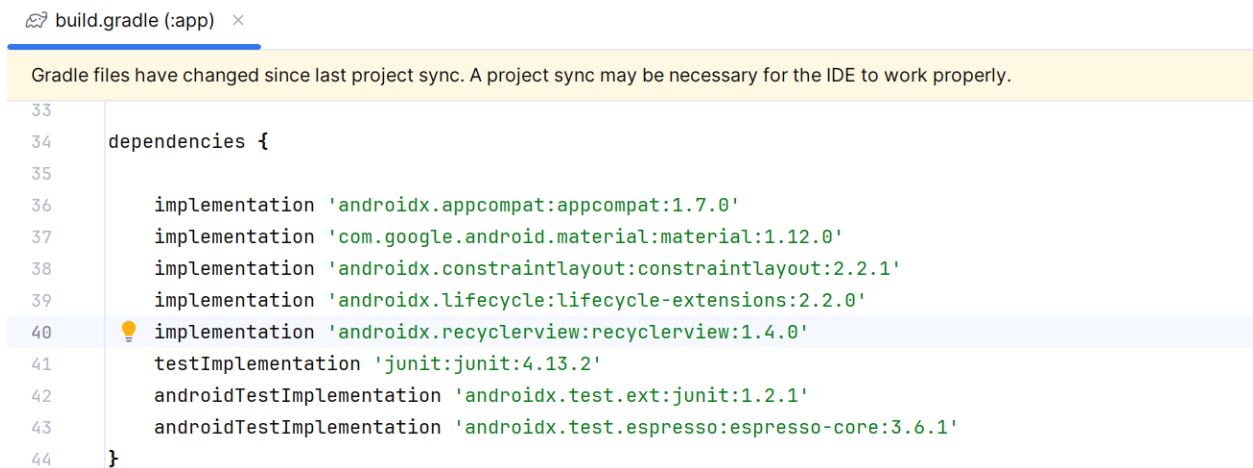 build.gradle (:app) ×
Gradle files have changed since last project sync. A project sync may be necessary for the IDE to work properly.
33
34 dependencies {
35
36 implementation 'androidx.appcompat:appcompat:1.7.0'
37 implementation 'com.google.android.material:material:1.12.0'
38 implementation 'androidx.constraintlayout:constraintlayout:2.2.1'
39 implementation 'androidx.lifecycle:lifecycle-extensions:2.2.0'
40 implementation 'androidx.recyclerview:recyclerview:1.4.0'
41 testImplementation 'junit:junit:4.13.2'
42 androidTestImplementation 'androidx.test.ext:junit:1.2.1'
43 androidTestImplementation 'androidx.test.espresso:espresso-core:3.6.1'
44 }